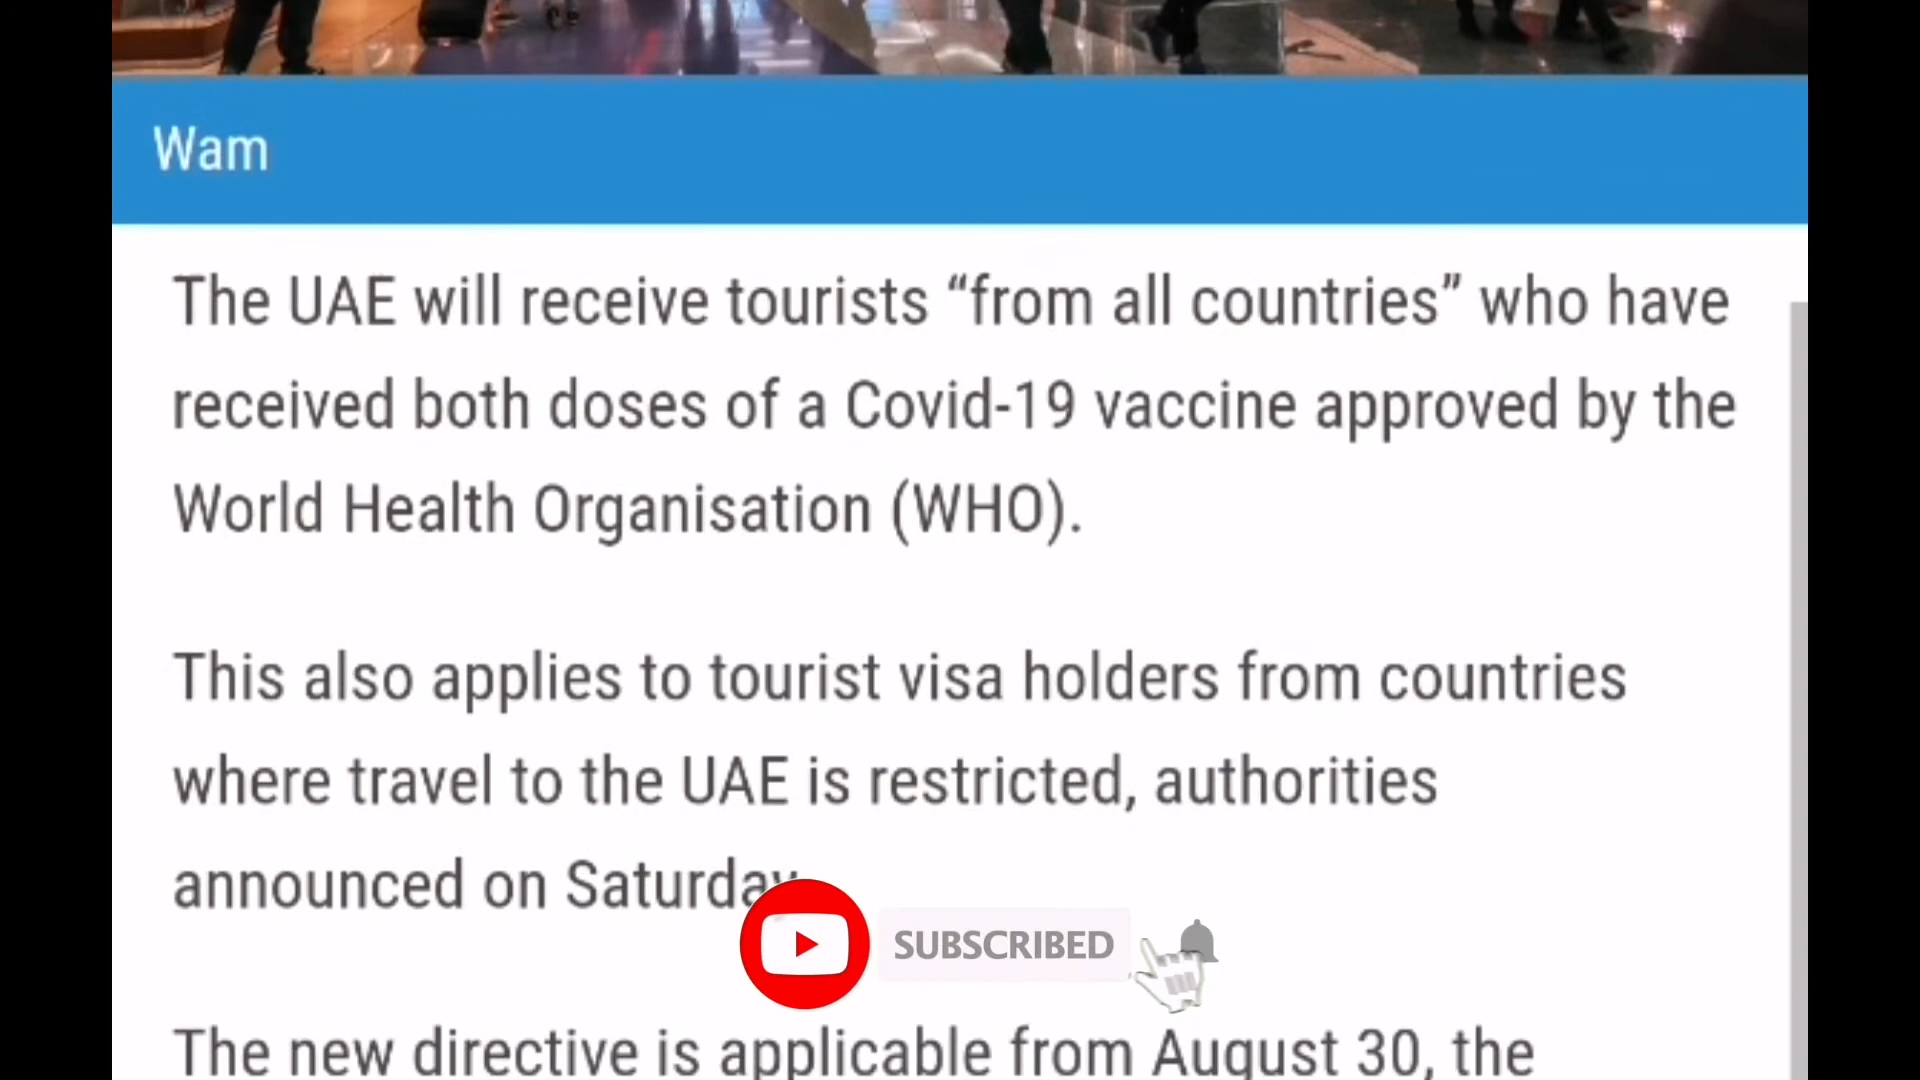 Wam
The UAE will receive tourists “from all countries” who have
received both doses of a Covid-19 vaccine approved by the
World Health Organisation (WHO).
This also applies to tourist visa holders from countries
where travel to the UAE is restricted, authorities
announced on Saturday
SUBSCRIBED
The new directive is applicable from August 30, the